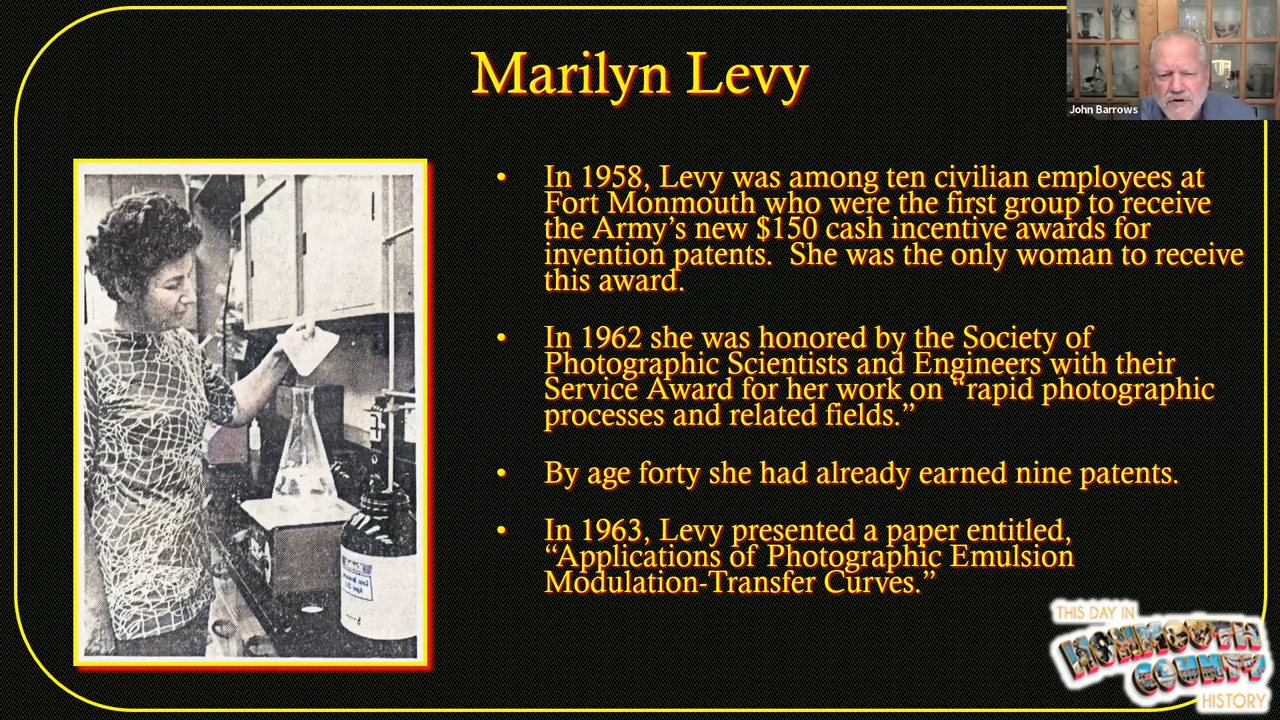 Marilyn Levy
John Barrows
• In 1958, Levy was among ten civilian employees at
Fort Monmouth who were the first group to receive
the Army’s new $150 cash incentive awards for
invention patents.  She was the only woman to receive
this award.
• In 1962 she was honored by the Society of
Photographic Scientists and Engineers with their
Service Award for her work on “rapid photographic
processes and related fields.”
• By age forty she had already earned nine patents.
• In 1963, Levy presented a paper entitled,
“Applications of Photographic Emulsion
Modulation-Transfer Curves.”
THIS DAY IN
MONMOUTH
COUNTY
HISTORY